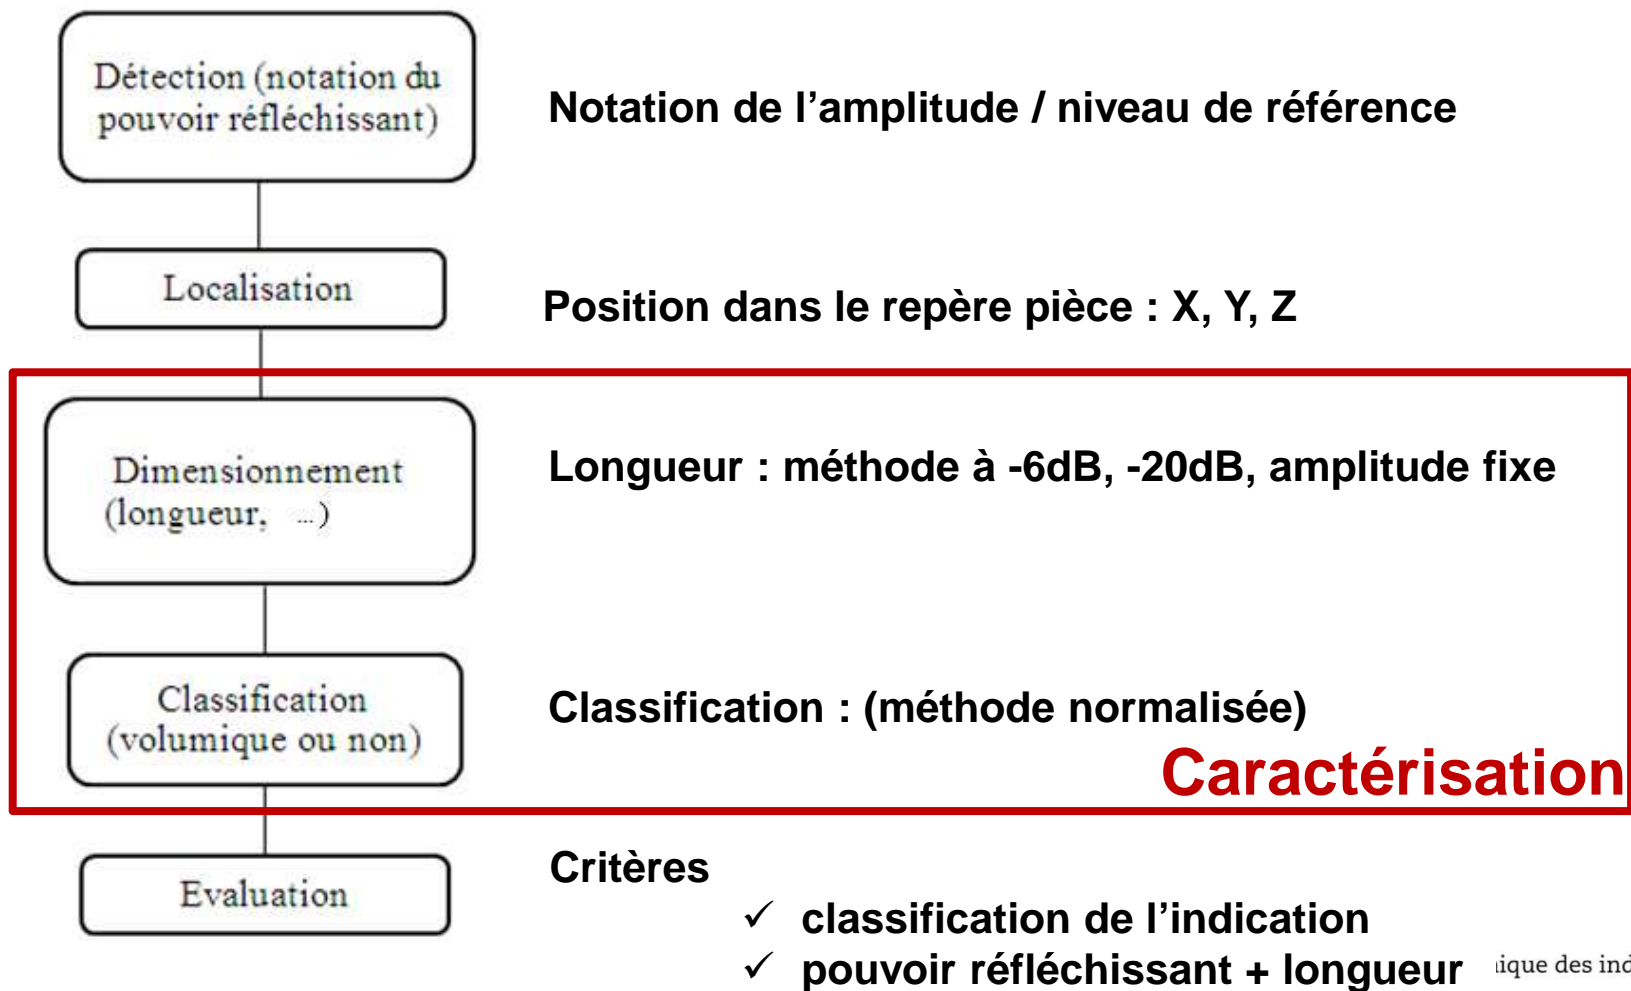 Détection (notation du
pouvoir réfléchissant)
Notation de l'amplitude / niveau de référence
Localisation
Position dans le repère pièce : X, Y, Z
Dimensionnement
(longueur, ...)
Longueur : méthode à -6dB, -20dB, amplitude fixe
Classification
(volumique ou non)
Classification : (méthode normalisée)
Caractérisation
Evaluation
Critères
✓ classification de l'indication
✓ pouvoir réfléchissant + longueur
des